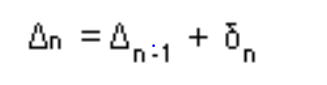 Δn = Δn-1 + δn